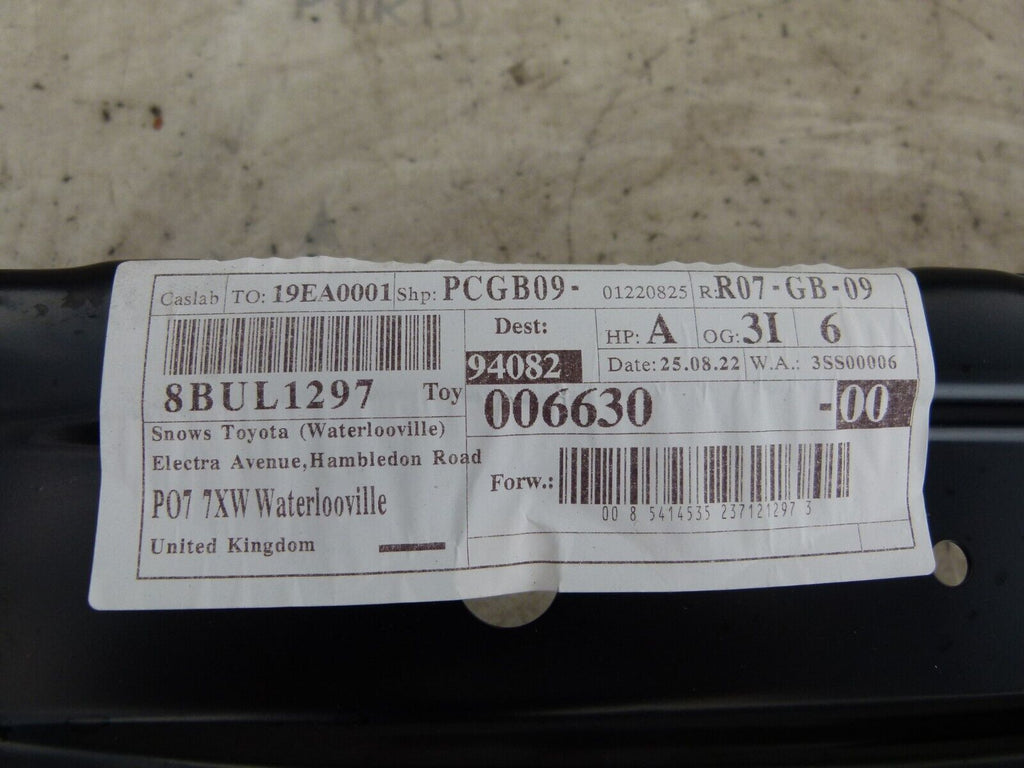 Caslab TO: 19EA0001 Shp: PCGB09- 01220825 R: R07-GB-09
Dest: HP: A OG: 3I 6
94082 Date: 25.08.22 W.A.: 3SS00006
8BUL1297 Toy 006630 -00
Snows Toyota (Waterlooville)
Electra Avenue,Hambledon Road
Forw.:
PO7 7XW Waterlooville
00 8 5414535 237121297 3
United Kingdom